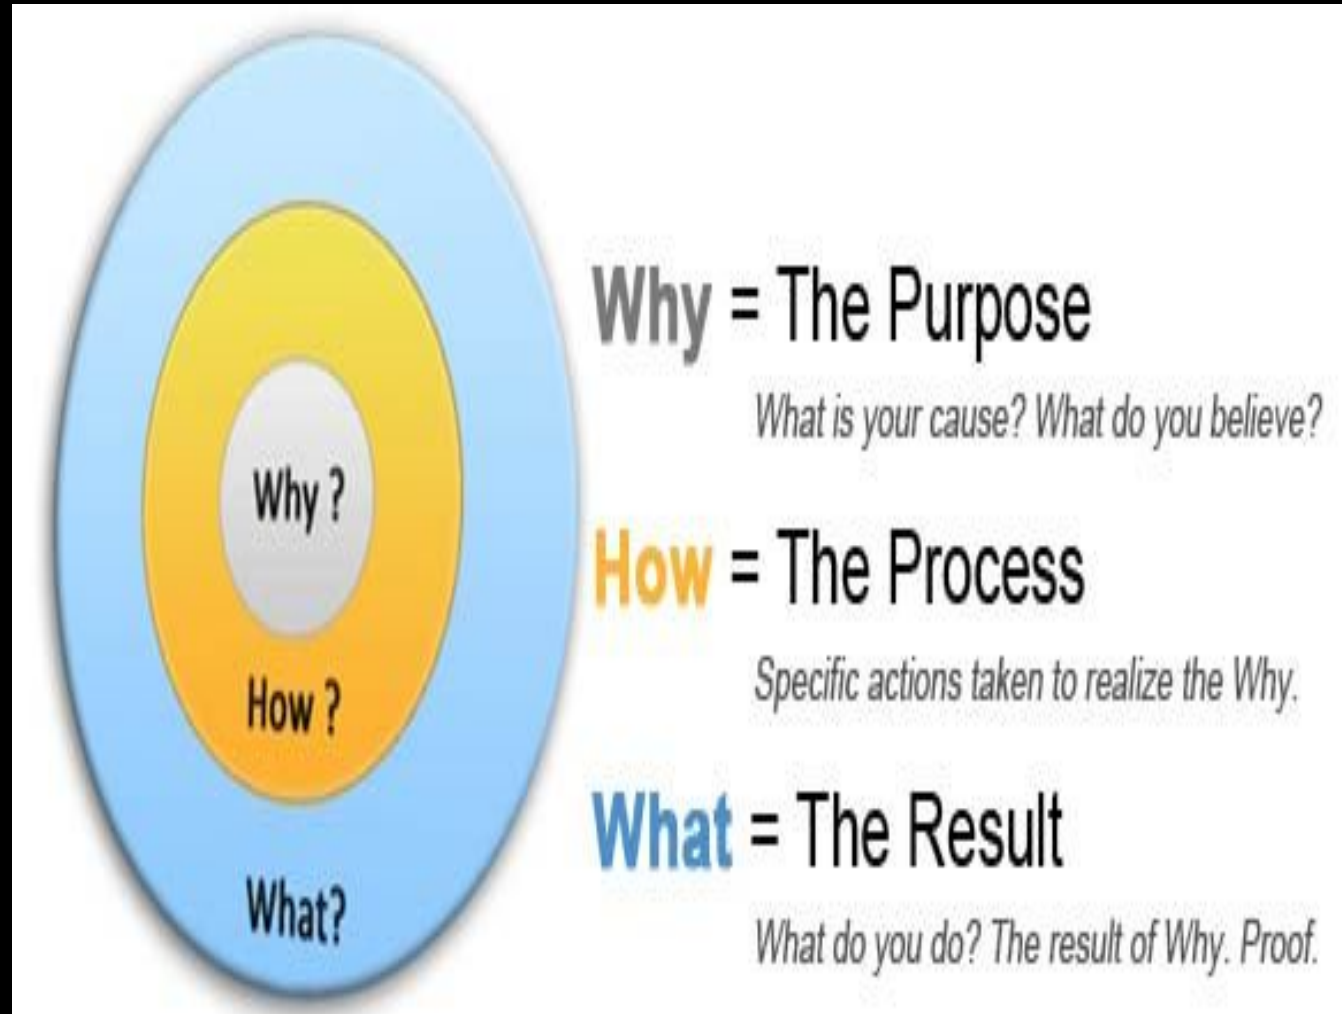 Why ?
How ?
What?
Why = The Purpose
What is your cause? What do you believe?
How = The Process
Specific actions taken to realize the Why.
What = The Result
What do you do? The result of Why. Proof.